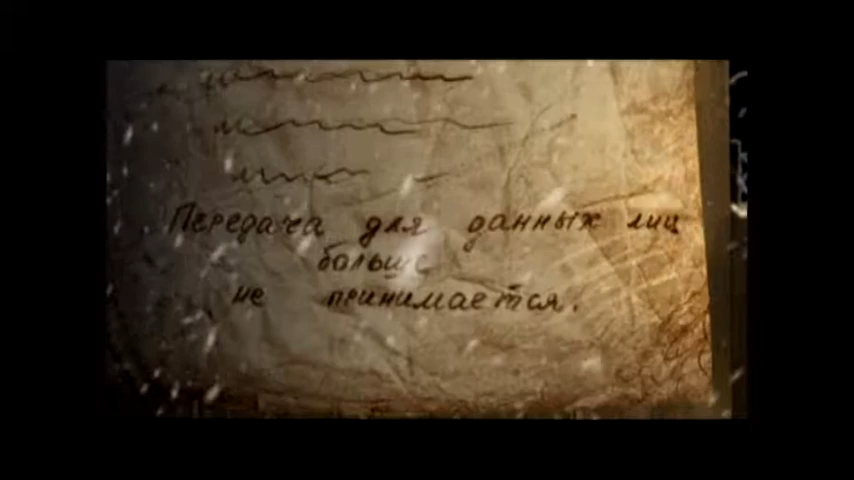 Передача для данных лиц
больше
не принимается.